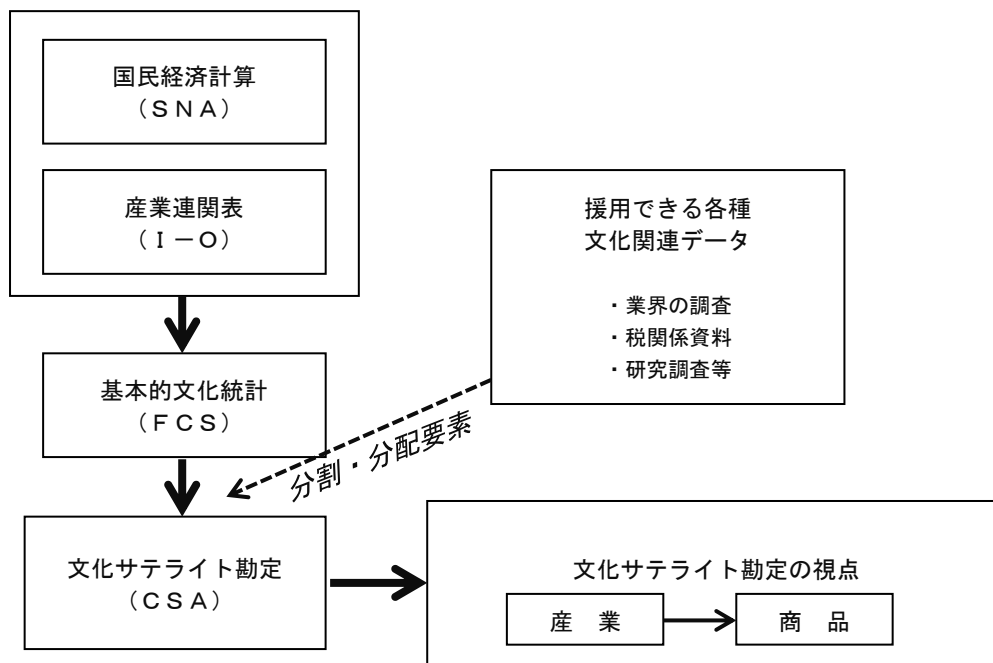 国民経済計算
(SNA)
産業連関表
(I-O)
援用できる各種
文化関連データ
・業界の調査
・税関係資料
・研究調査等
基本的文化統計
(FCS)
分割・分配要素
文化サテライト勘定
(CSA)
文化サテライト勘定の視点
産 業
商 品